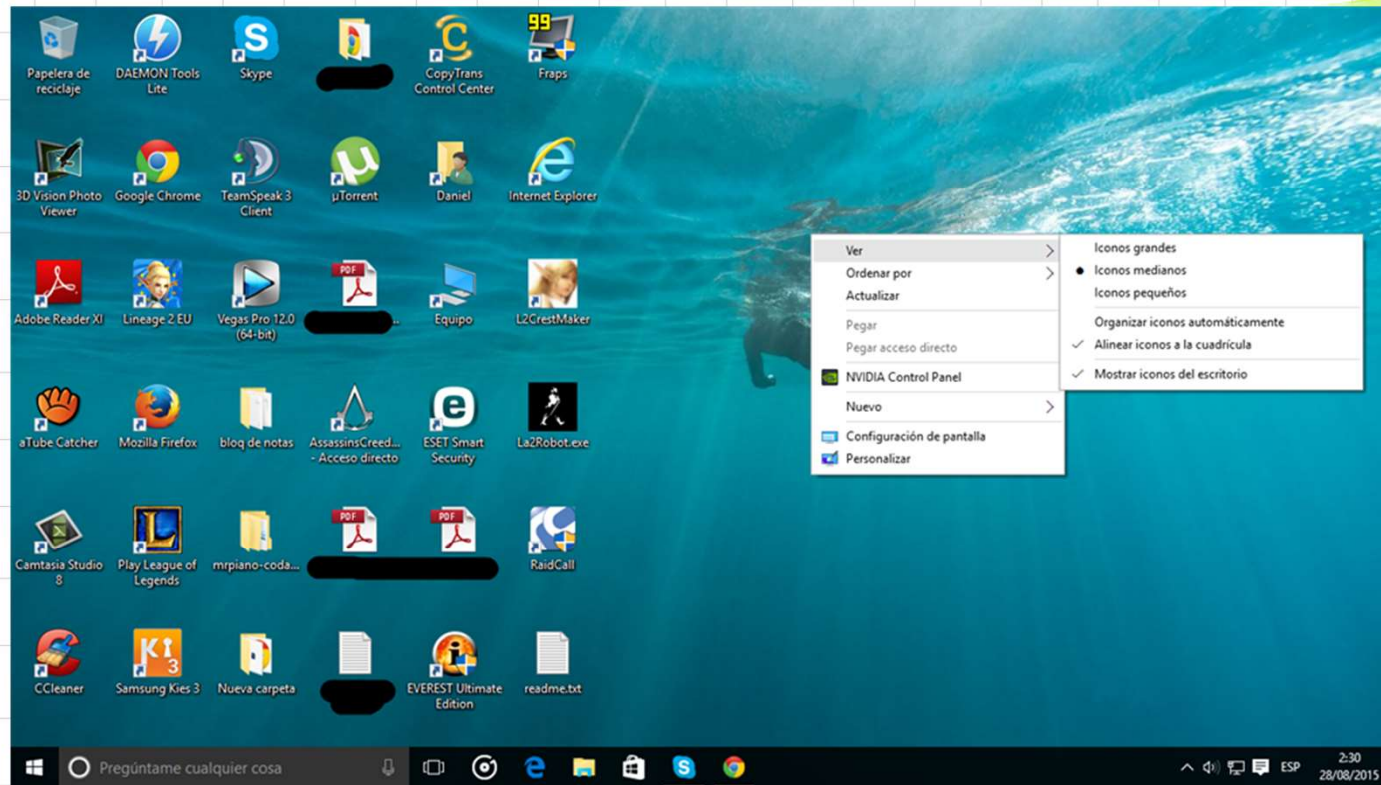 99
Papelera de
reciclaje
DAEMON Tools
Lite
Skype
CopyTrans
Control Center
Fraps
3D Vision Photo
Viewer
Google Chrome
TeamSpeak 3
Client
µTorrent
Daniel
Internet Explorer
PDF
Adobe Reader XI
Lineage 2 EU
Vegas Pro 12.0
(64-bit)
..
Equipo
L2CrestMaker
aTube Catcher
Mozilla Firefox
bloq de notas
AssassinsCreed...
- Acceso directo
ESET Smart
Security
La2Robot.exe
PDF
PDF
Camtasia Studio
8
Play League of
Legends
mrpiano-coda...
RaidCall
Ki
3
CCleaner
Samsung Kies 3
Nueva carpeta
EVEREST Ultimate
Edition
readme.txt
Ver
Ordenar por
Actualizar
Pegar
Pegar acceso directo
NVIDIA Control Panel
Nuevo
Configuración de pantalla
Personalizar
Iconos grandes
Iconos medianos
Iconos pequeños
Organizar iconos automáticamente
Alinear iconos a la cuadrícula
Mostrar iconos del escritorio
Pregúntame cualquier cosa
ESP
2:30
28/08/2015